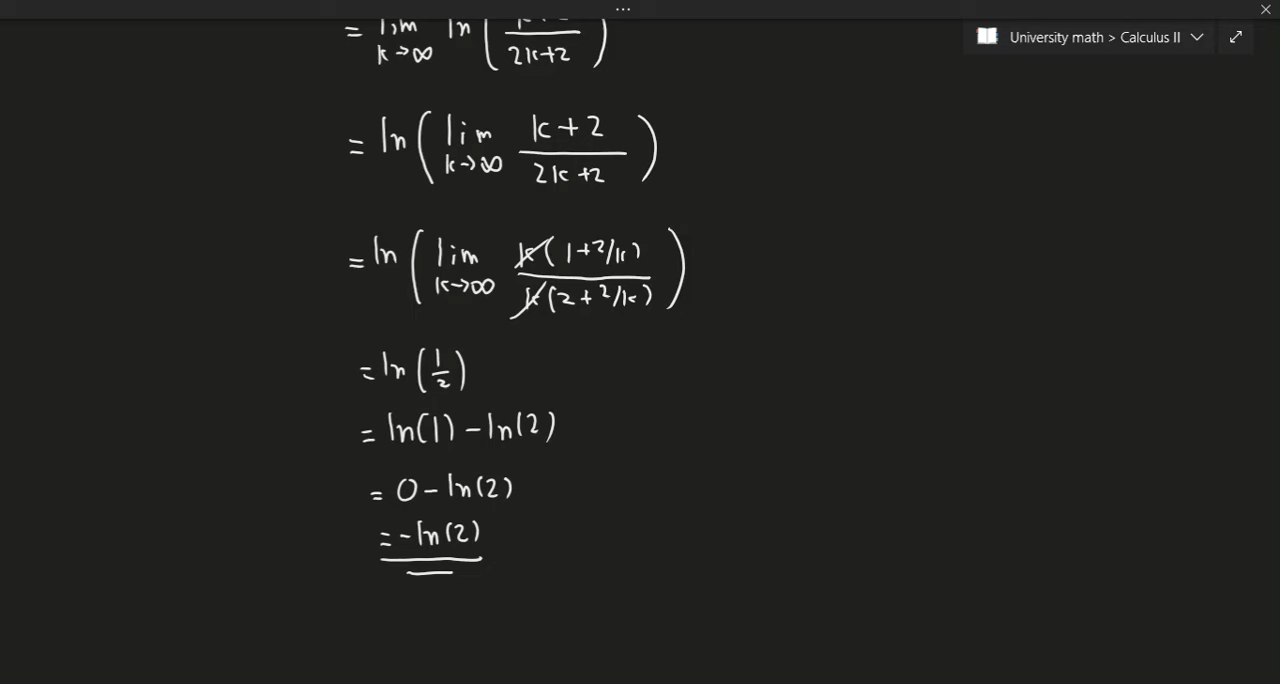 University math > Calculus II
= lim k→∞ ln( /2k+2)
= ln( lim k→∞ (k+2)/(2k+2) )
= ln( lim k→∞ k(1+2/k)/k(2+2/k) )
= ln(1/2)
= ln(1) - ln(2)
= 0 - ln(2)
= -ln(2)